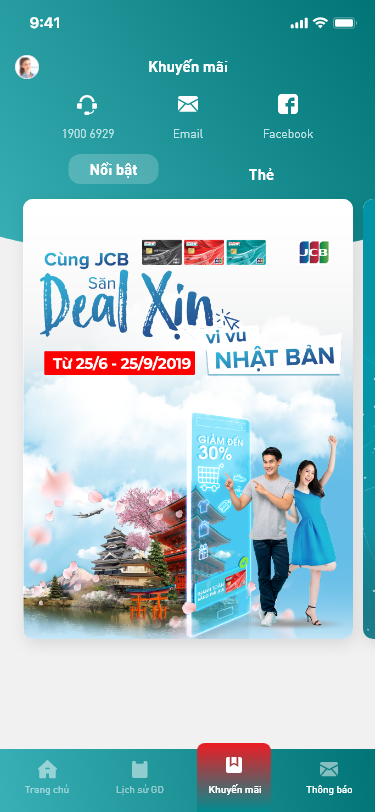 9:41
Khuyến mãi
1900 6929
Email
Facebook
Nổi bật
Thẻ
Cùng JCB
JCB
Săn
Deal Xịn
vi vu
NHẬT BẢN
Từ 25/6 - 25/9/2019
GIẢM ĐẾN
30%
Trang chủ
Lịch sử GD
Khuyến mãi
Thông báo